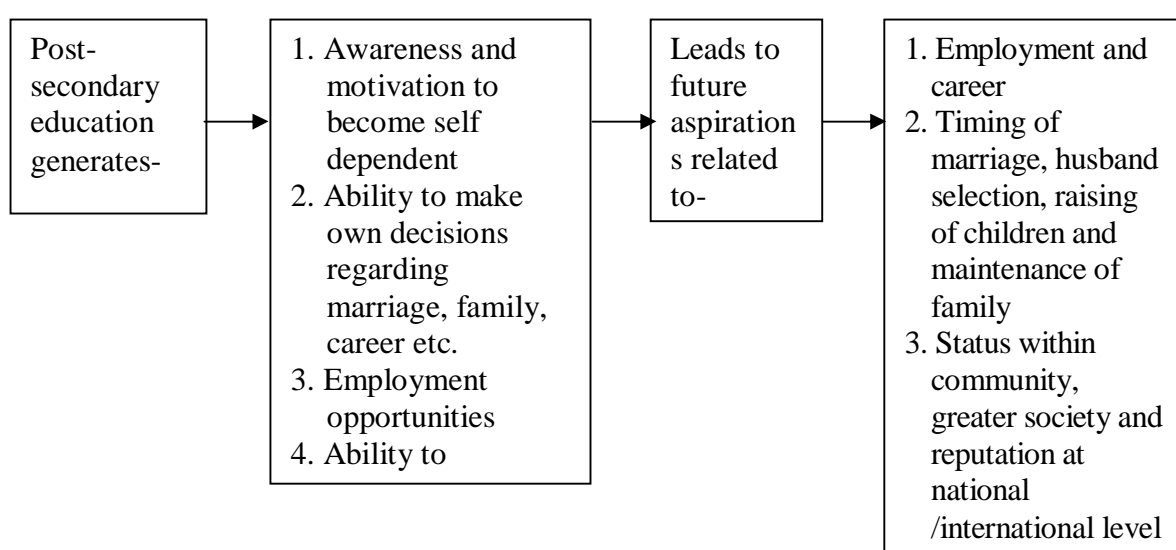 Post-
secondary
education
generates-
1. Awareness and
motivation to
become self
dependent
2. Ability to make
own decisions
regarding
marriage, family,
career etc.
3. Employment
opportunities
4. Ability to
Leads to
future
aspiration
s related
to-
1. Employment and
career
2. Timing of
marriage, husband
selection, raising
of children and
maintenance of
family
3. Status within
community,
greater society and
reputation at
national
/international level